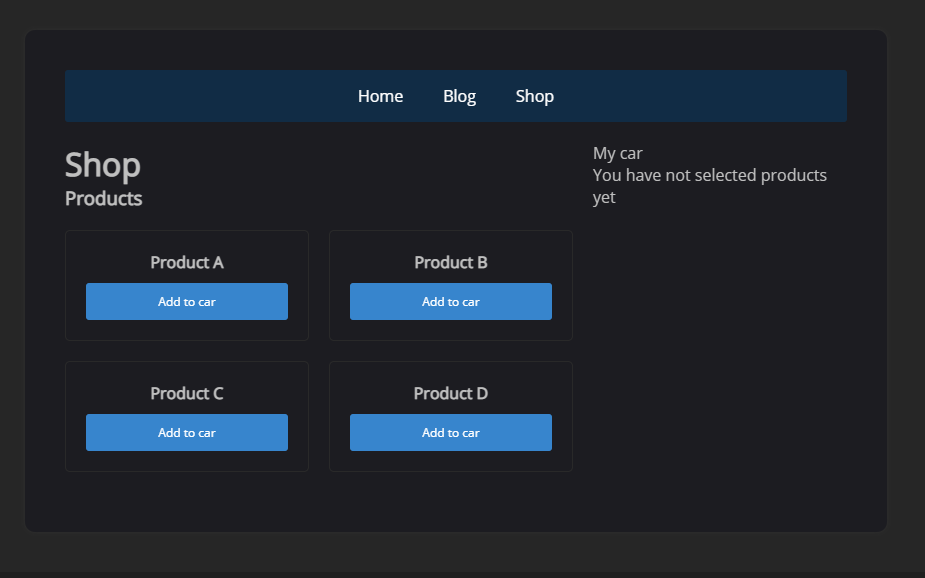 Home Blog Shop
Shop
Products
Product A
Add to car
Product B
Add to car
Product C
Add to car
Product D
Add to car
My car
You have not selected products
yet